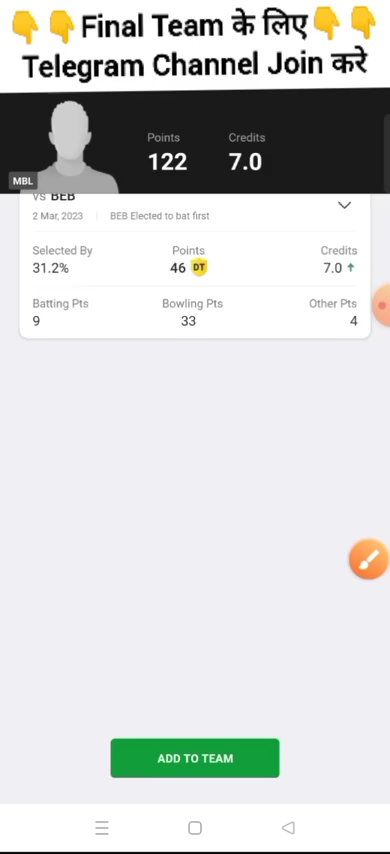 👇👇Final Team के लिए👇👇
Telegram Channel Join करे
Points Credits
122 7.0
MBL
vs BEB
2 Mar, 2023 | BEB Elected to bat first
Selected By Points Credits
31.2% 46 DT 7.0 ↑
Batting Pts Bowling Pts Other Pts
9 33 4
ADD TO TEAM